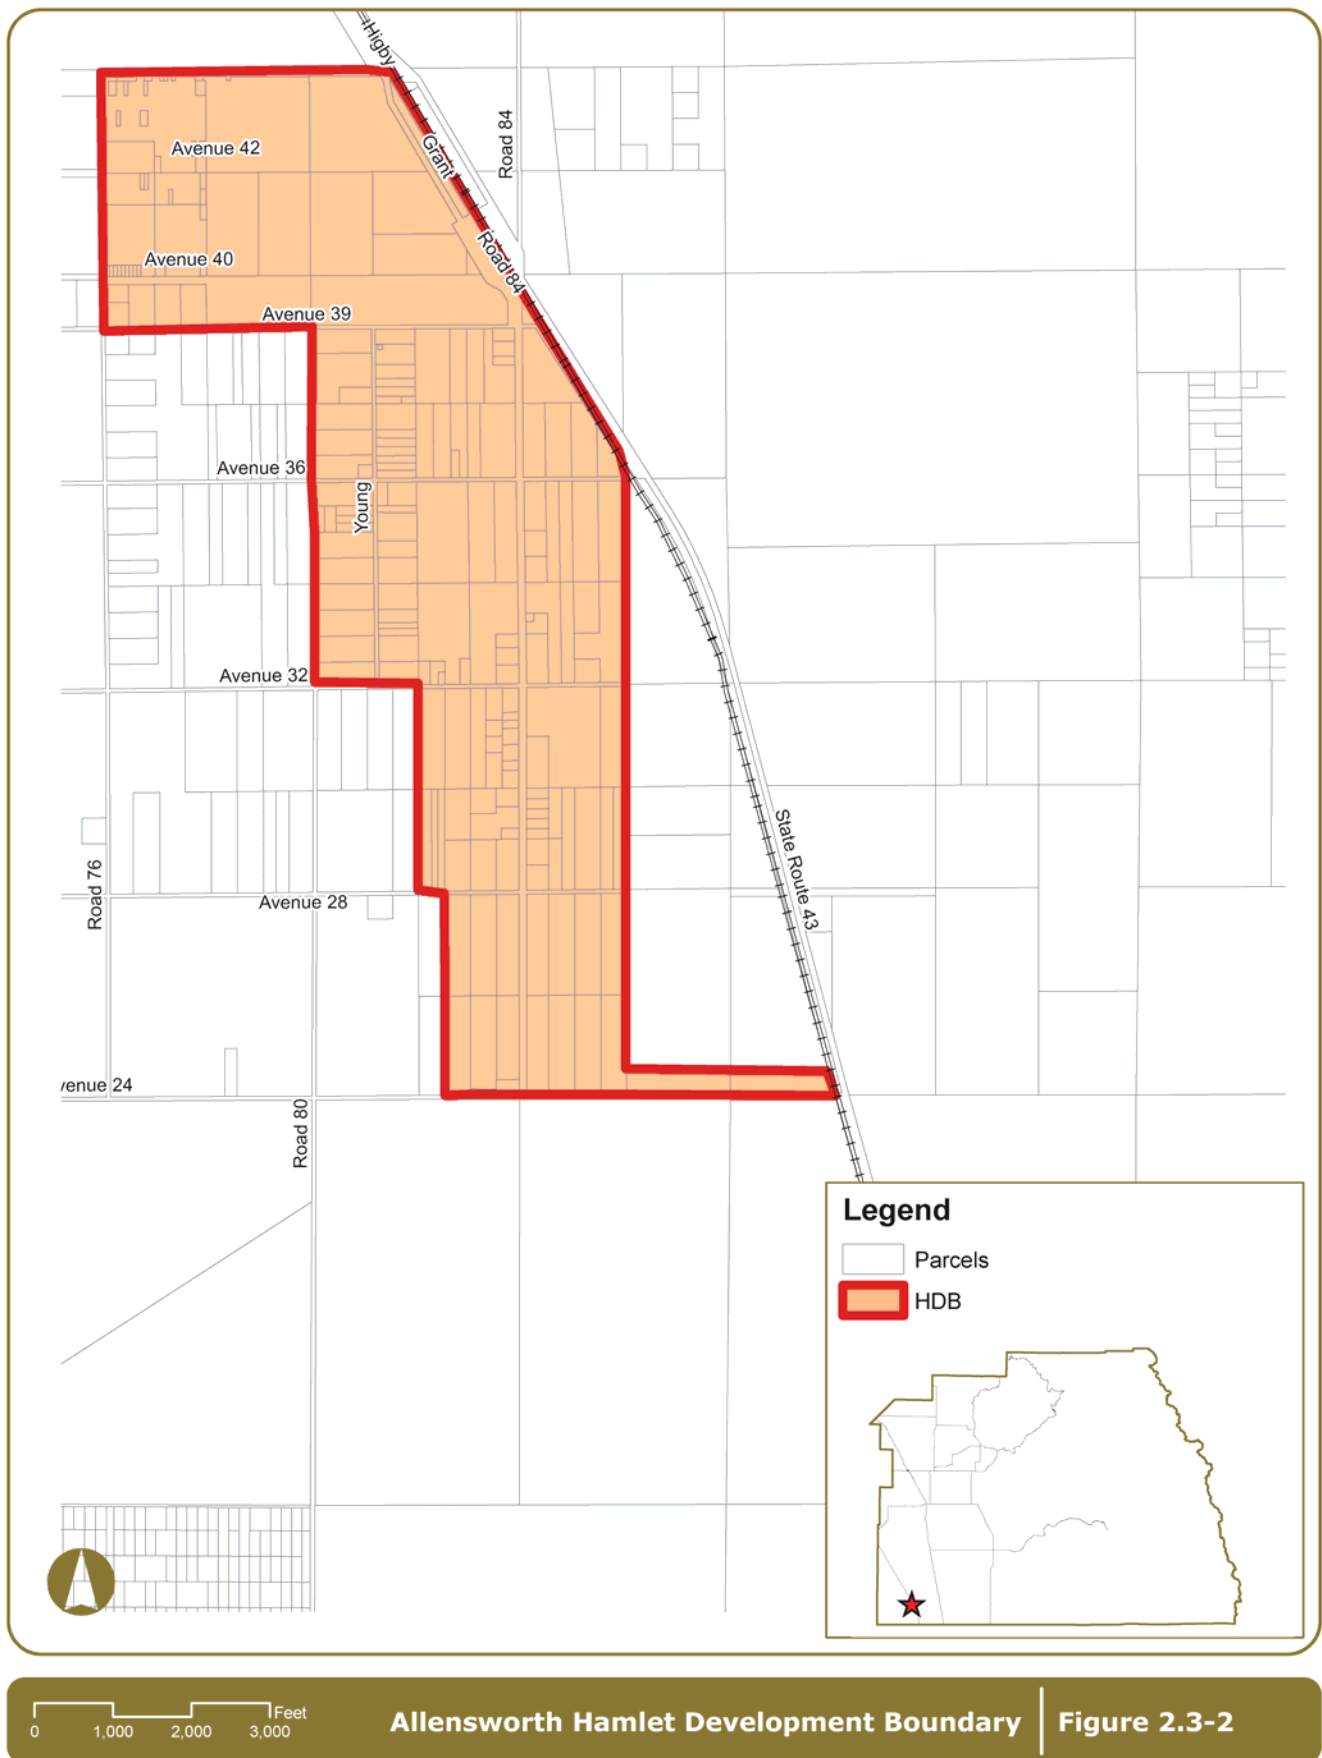 Higby
Grant
Road 84
Road 84
Avenue 42
Avenue 40
Avenue 39
Avenue 36
Young
Avenue 32
State Route 43
Road 76
Avenue 28
venue 24
Road 80
Legend
Parcels
HDB
Feet
0 1,000 2,000 3,000
Allensworth Hamlet Development Boundary
Figure 2.3-2